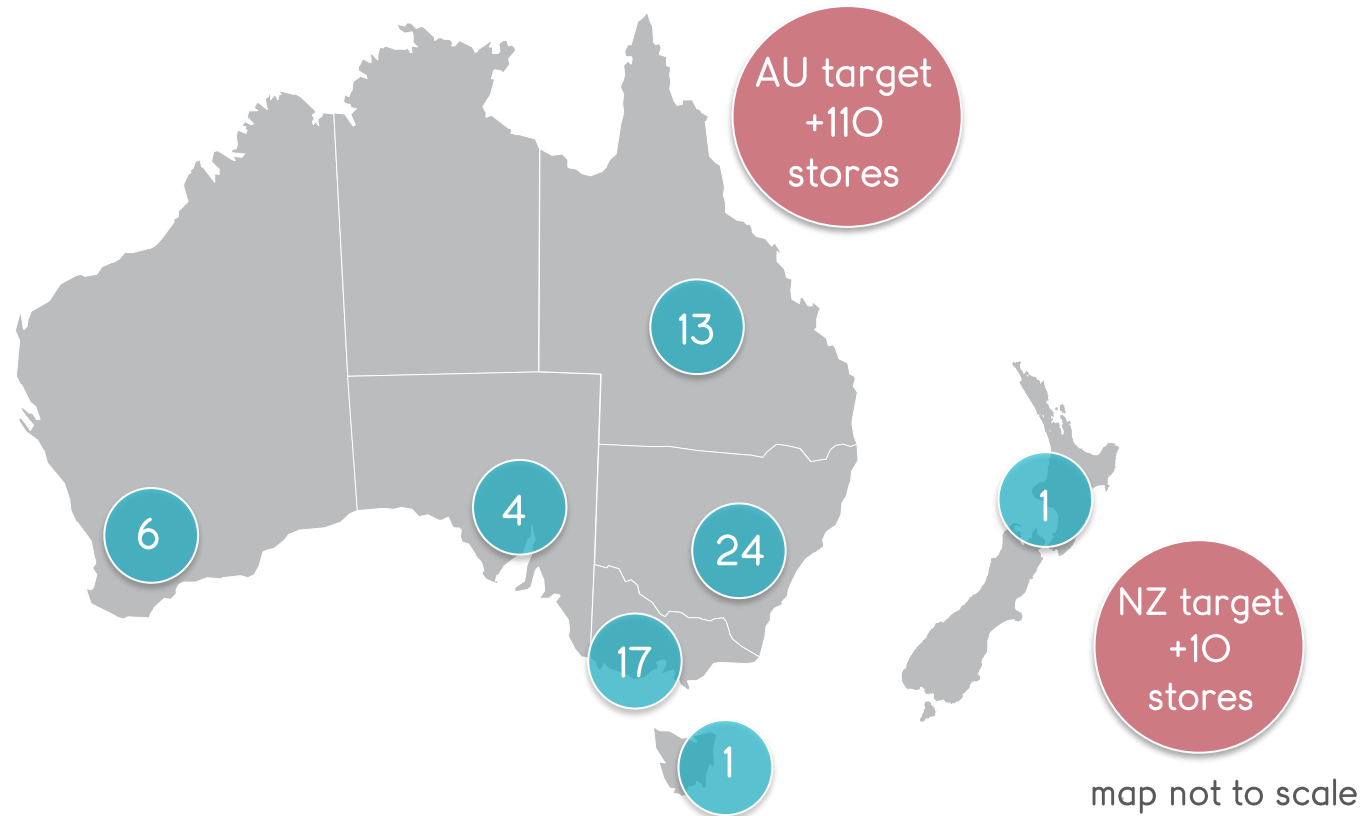 AU target
+110
stores
13
6
4
24
1
17
1
NZ target
+10
stores
map not to scale